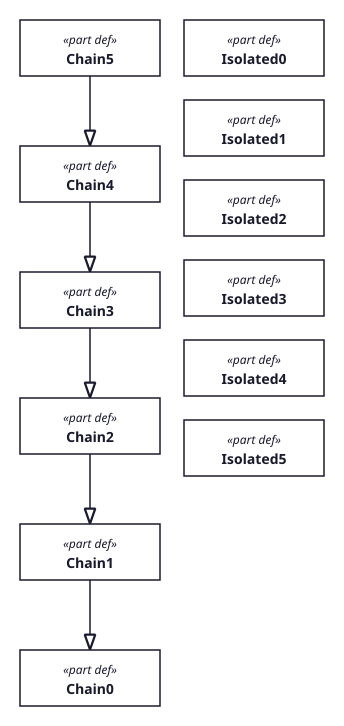 «part def»
Chain5
«part def»
Chain4
«part def»
Chain3
«part def»
Chain2
«part def»
Chain1
«part def»
Chain0
«part def»
Isolated0
«part def»
Isolated1
«part def»
Isolated2
«part def»
Isolated3
«part def»
Isolated4
«part def»
Isolated5